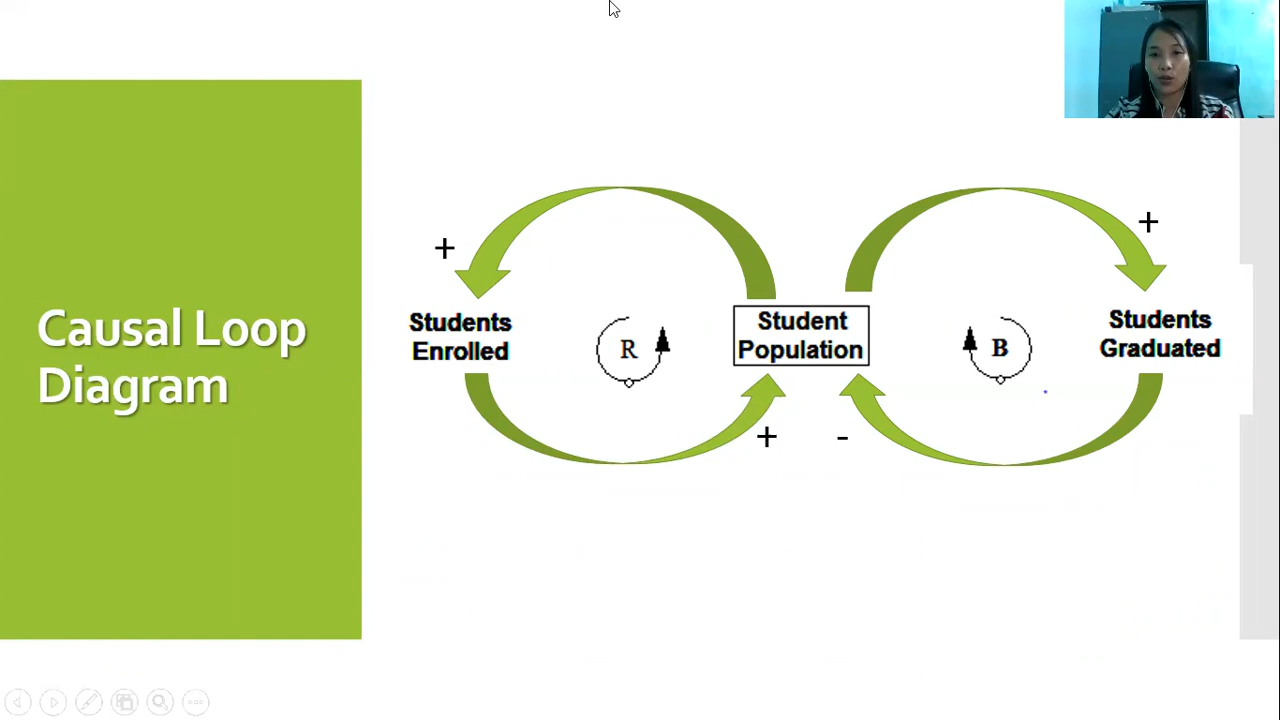 Causal Loop
Diagram
+
+
Students
Enrolled
R
Student
Population
B
Students
Graduated
+
-